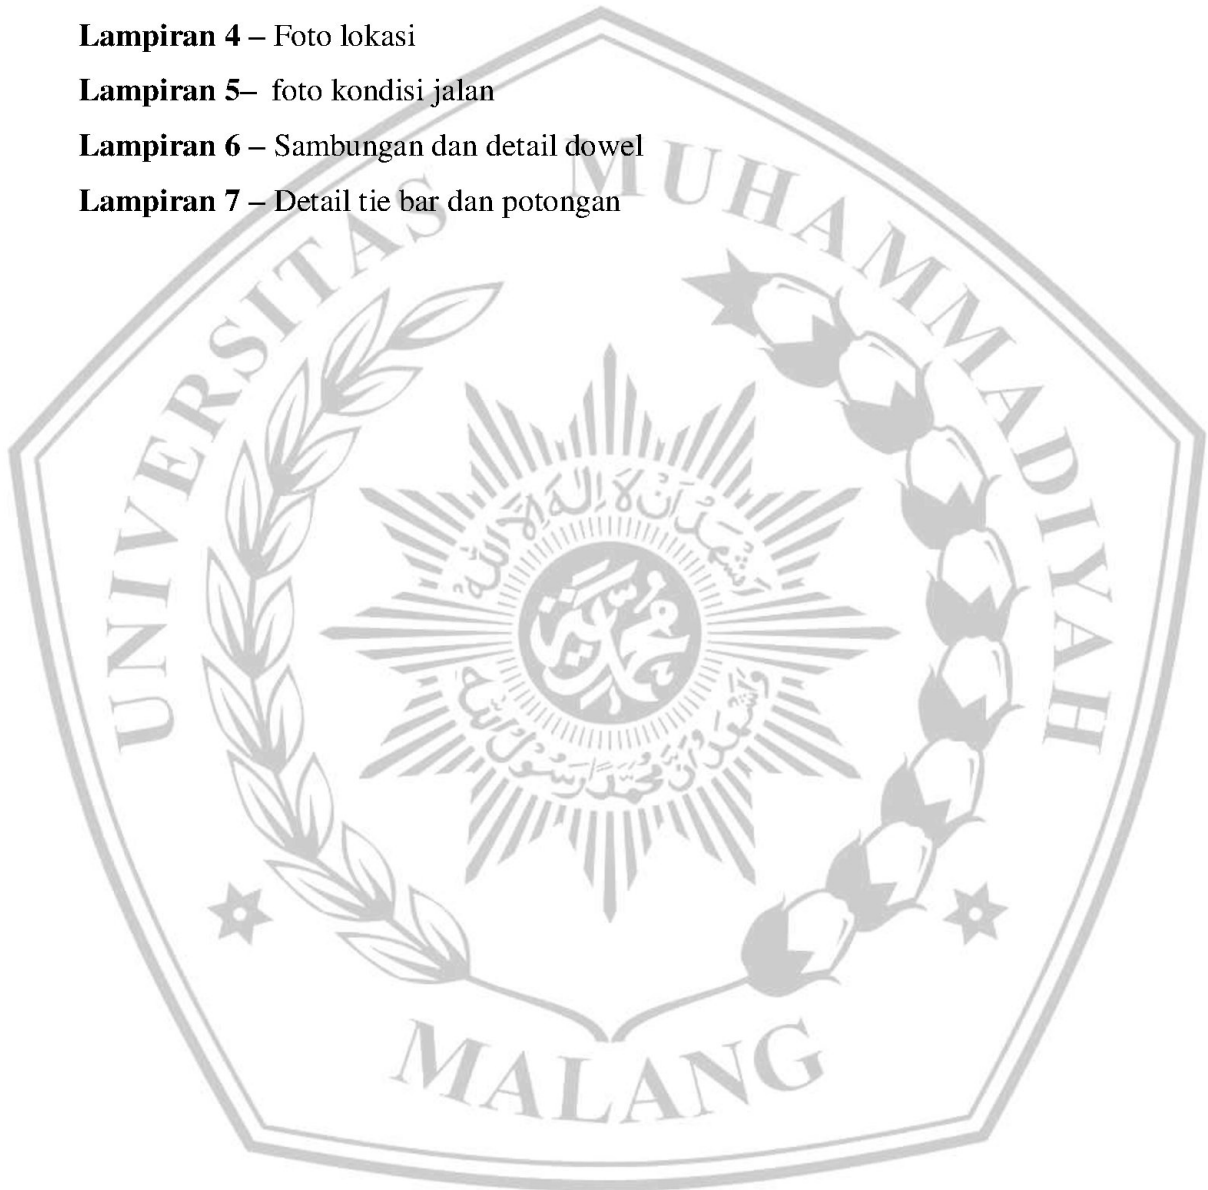 Lampiran 4 – Foto lokasi
Lampiran 5–  foto kondisi jalan
Lampiran 6 – Sambungan dan detail dowel
Lampiran 7 – Detail tie bar dan potongan
UNIVERSITAS MUHAMMADIYAH
MALANG